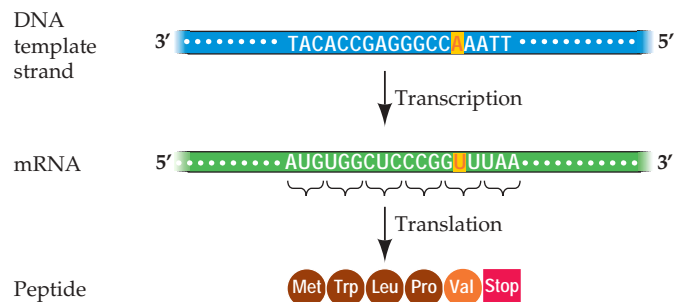 DNA
template
strand
3′ TACACCGAGGGCCAAATT 5′
Transcription
mRNA 5′ AUGUGGCUCCCGGUUUAA 3′
Translation
Peptide Met Trp Leu Pro Val Stop